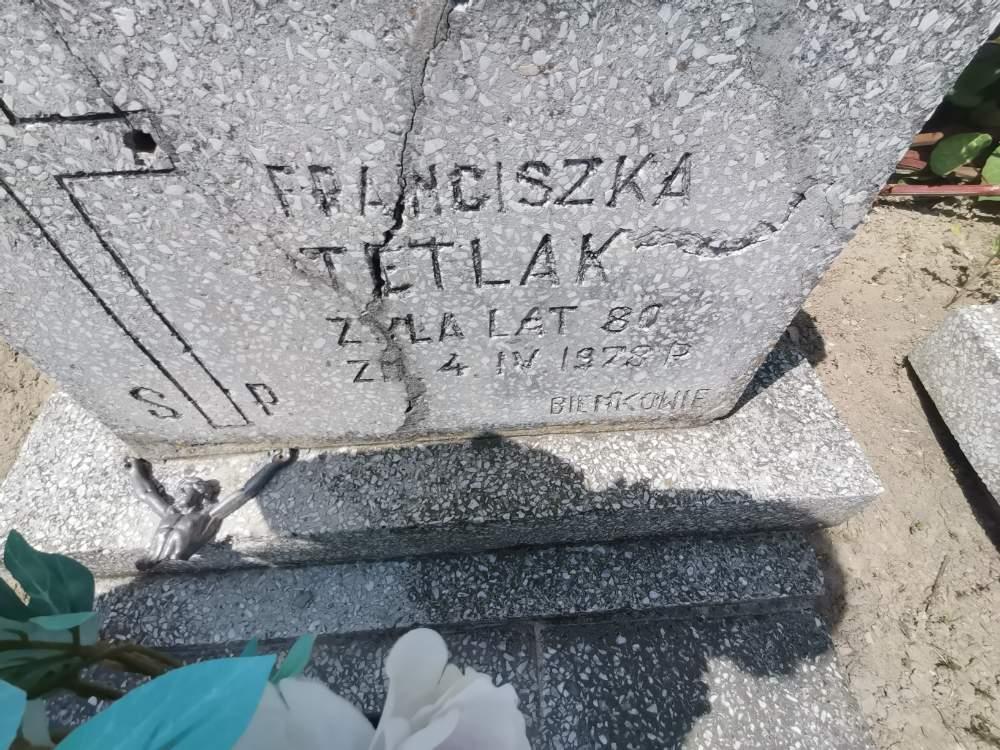 FRANCISZKA
TETLAK
ŻYŁA LAT 80
ZM 4 IV 1978 R
S P
BIEŃKOWIE